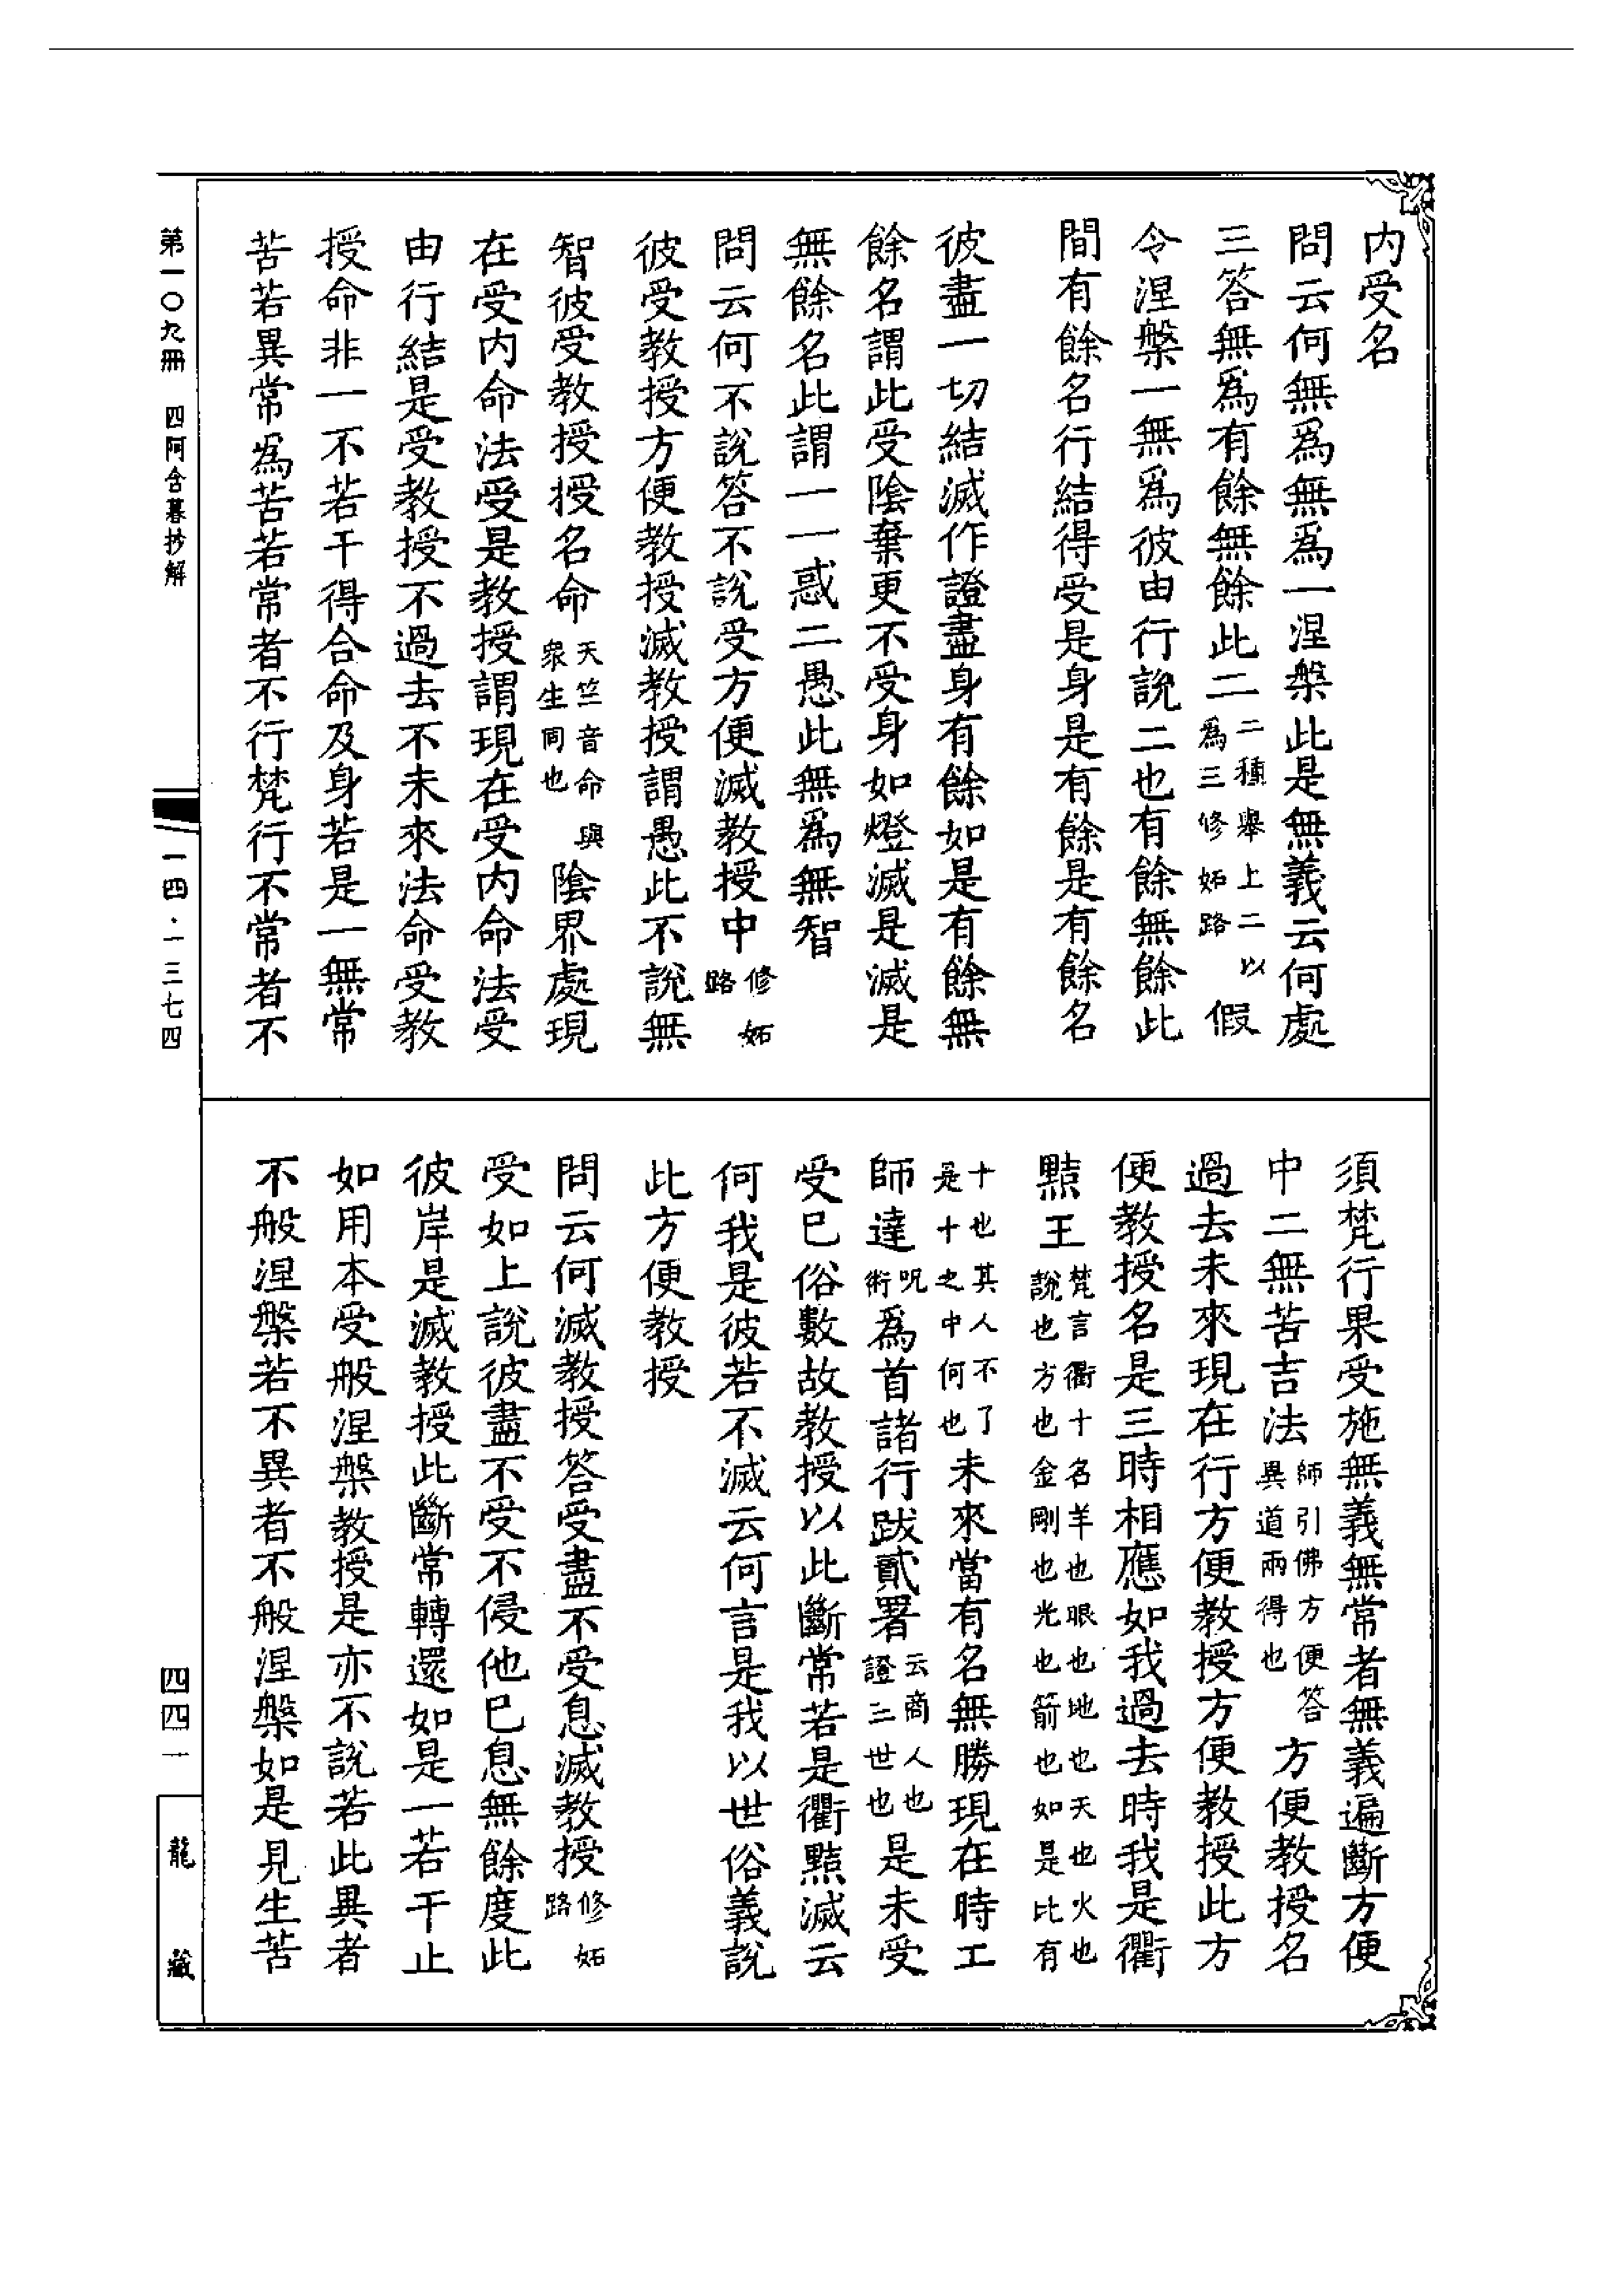 内受名
問云何無爲無爲一涅槃此是無義云何處
三答無爲有餘無餘此二二種舉上二以爲三修妬路假
令涅槃一無爲彼由行說二也有餘無餘此
間有餘名行結得受是身是有餘是有餘名
彼盡一切結滅作證盡身有餘如是有餘無
餘名謂此受陰棄更不受身如燈滅是滅是
無餘名此謂一一惑二愚此無爲無智
問云何不說答不說受方便滅教授中修妬路
彼受教授方便教授滅教授謂愚此不說無
智彼受教授授名命天竺音命與衆生同也陰界處現
在受内命法受是教授謂現在受内命法受
由行結是受教授不過去不未來法命受教
授命非一不若干得合命及身若是一無常
苦若異常爲苦若常者不行梵行不常者不
須梵行果受施無義無常者無義遍斷方便
中二無苦吉法師引佛方便答異道兩得也方便教授名
過去未來現在行方便教授方便教授此方
便教授名是三時相應如我過去時我是衢
黠王梵言衢十名羊也眼也地也天也火也說也方也金剛也光也箭也如是比有
十也其人不了是十之中何也未來當有名無勝現在時工
師達呪術爲首諸行跋貳署云商人也證三世也是未受
受巳俗數故教授以此斷常若是衢黠滅云
何我是彼若不滅云何言是我以世俗義說
此方便教授
問云何滅教授答受盡不受息滅教授修妬路
受如上說彼盡不受不侵他巳息無餘度此
彼岸是滅教授此斷常轉還如是一若干止
如用本受般涅槃教授是亦不說若此異者
不般涅槃若不異者不般涅槃如是見生苦
第一〇九冊 四阿含暮抄解
一四·一三七四
四四一
龍藏